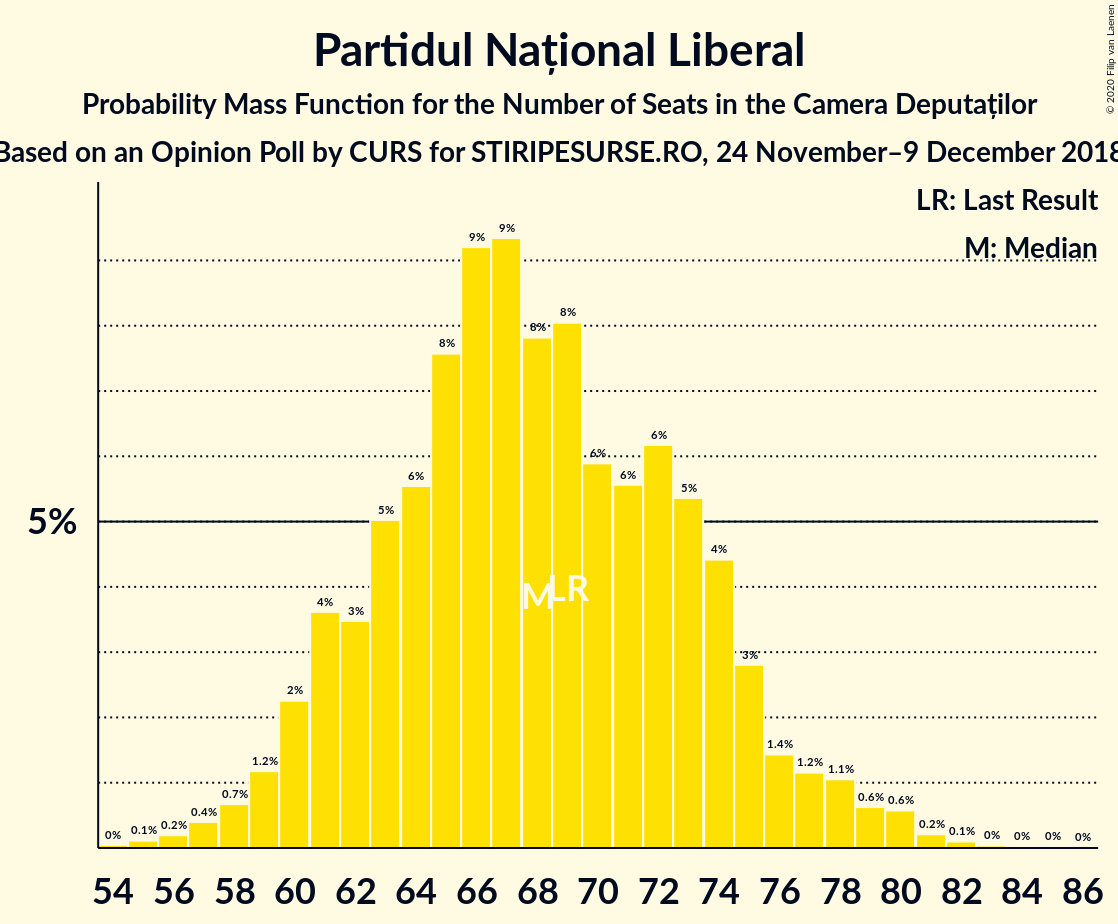 Partidul Național Liberal
Probability Mass Function for the Number of Seats in the Camera Deputaților
Based on an Opinion Poll by CURS for STIRIPESURSE.RO, 24 November–9 December 2018
© 2020 Filip van Laenen
LR: Last Result
M: Median
5%
0% 0.1% 0.2% 0.4% 0.7% 1.2% 2% 4% 3% 5% 6% 8% 9% 9% 8% 8% 6% 6% 6% 5% 4% 3% 1.4% 1.2% 1.1% 0.6% 0.6% 0.2% 0.1% 0% 0% 0% 0%
M LR
54 56 58 60 62 64 66 68 70 72 74 76 78 80 82 84 86